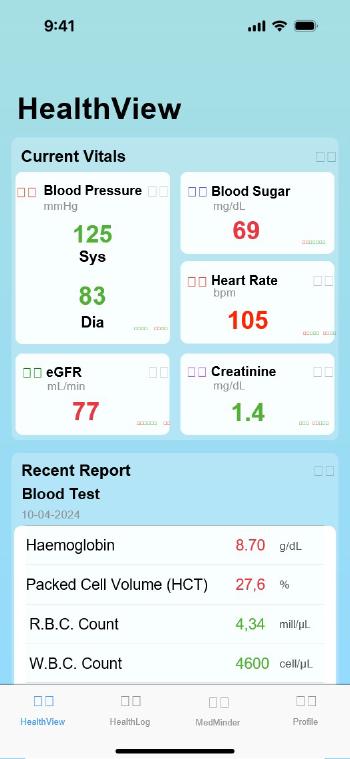 9:41
HealthView
Current Vitals
Blood Pressure
mmHg
125
Sys
83
Dia
Blood Sugar
mg/dL
69
Heart Rate
bpm
105
eGFR
mL/min
77
Creatinine
mg/dL
1.4
Recent Report
Blood Test
10-04-2024
Haemoglobin 8.70 g/dL
Packed Cell Volume (HCT) 27,6 %
R.B.C. Count 4,34 mill/µL
W.B.C. Count 4600 cell/µL
HealthView HealthLog MedMinder Profile